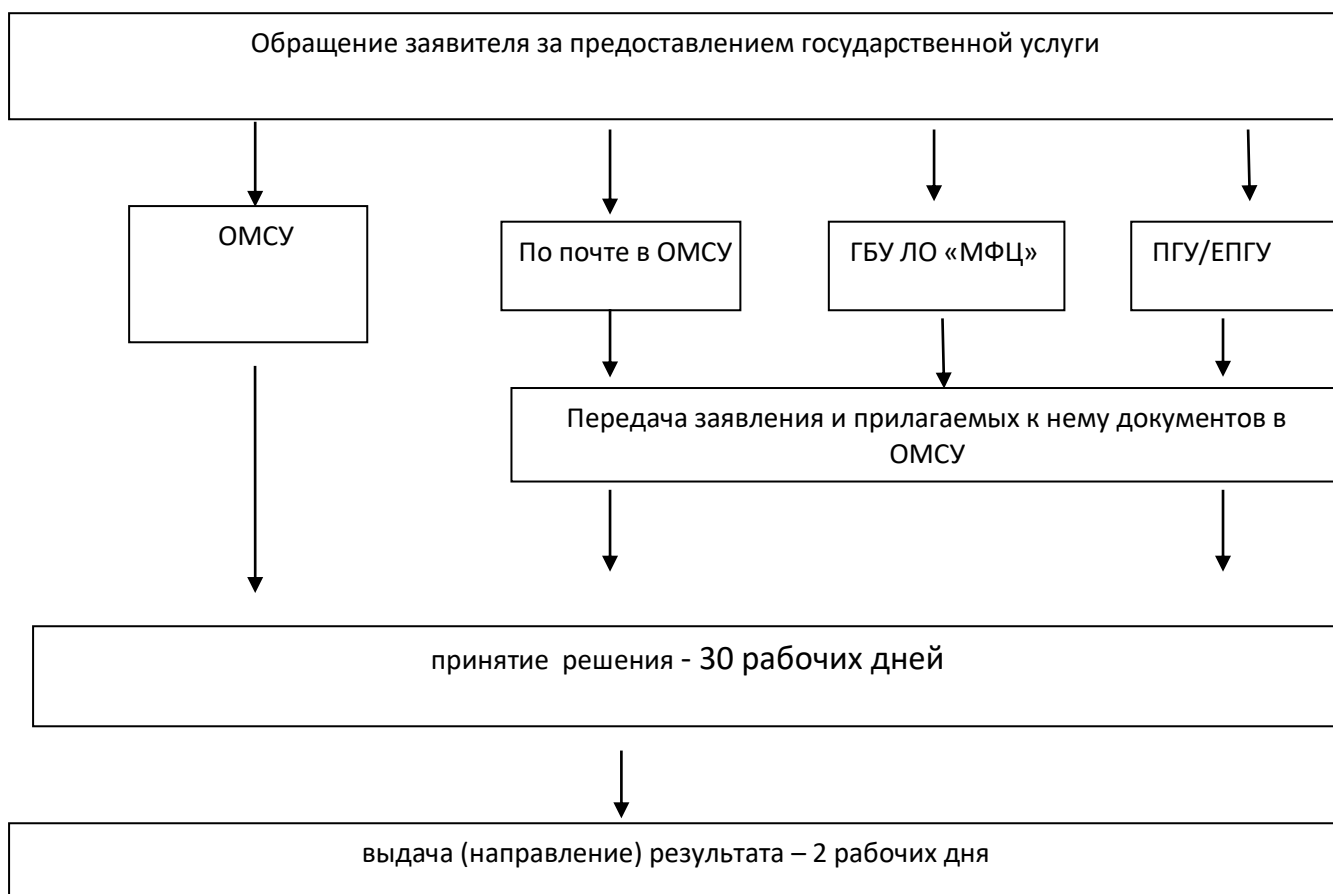 Обращение заявителя за предоставлением государственной услуги
ОМСУ
По почте в ОМСУ
ГБУ ЛО «МФЦ»
ПГУ/ЕПГУ
Передача заявления и прилагаемых к нему документов в
ОМСУ
принятие решения - 30 рабочих дней
выдача (направление) результата – 2 рабочих дня